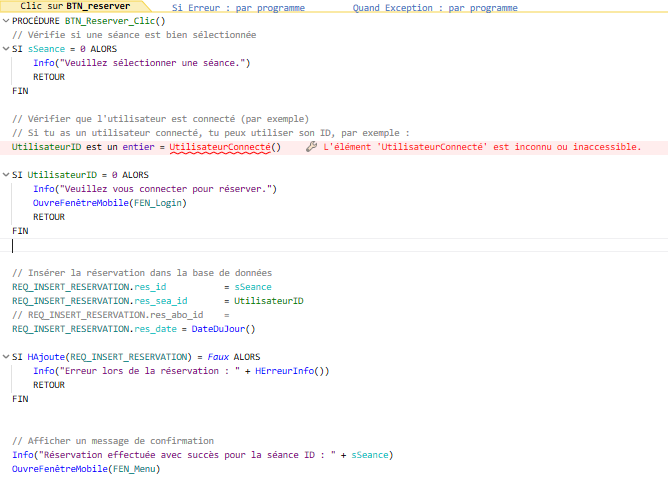 Clic sur BTN_reserver Si Erreur : par programme Quand Exception : par programme
PROCÉDURE BTN_Reserver_Clic()
// Vérifie si une séance est bien sélectionnée
SI sSeance = 0 ALORS
Info("Veuillez sélectionner une séance.")
RETOUR
FIN
// Vérifier que l'utilisateur est connecté (par exemple)
// Si tu as un utilisateur connecté, tu peux utiliser son ID, par exemple :
UtilisateurID est un entier = UtilisateurConnecté() L'élément 'UtilisateurConnecté' est inconnu ou inaccessible.
SI UtilisateurID = 0 ALORS
Info("Veuillez vous connecter pour réserver.")
OuvreFenêtreMobile(FEN_Login)
RETOUR
FIN
// Insérer la réservation dans la base de données
REQ_INSERT_RESERVATION.res_id = sSeance
REQ_INSERT_RESERVATION.res_sea_id = UtilisateurID
// REQ_INSERT_RESERVATION.res_abo_id =
REQ_INSERT_RESERVATION.res_date = DateDuJour()
SI HAjoute(REQ_INSERT_RESERVATION) = Faux ALORS
Info("Erreur lors de la réservation : " + HErreurInfo())
RETOUR
FIN
// Afficher un message de confirmation
Info("Réservation effectuée avec succès pour la séance ID : " + sSeance)
OuvreFenêtreMobile(FEN_Menu)